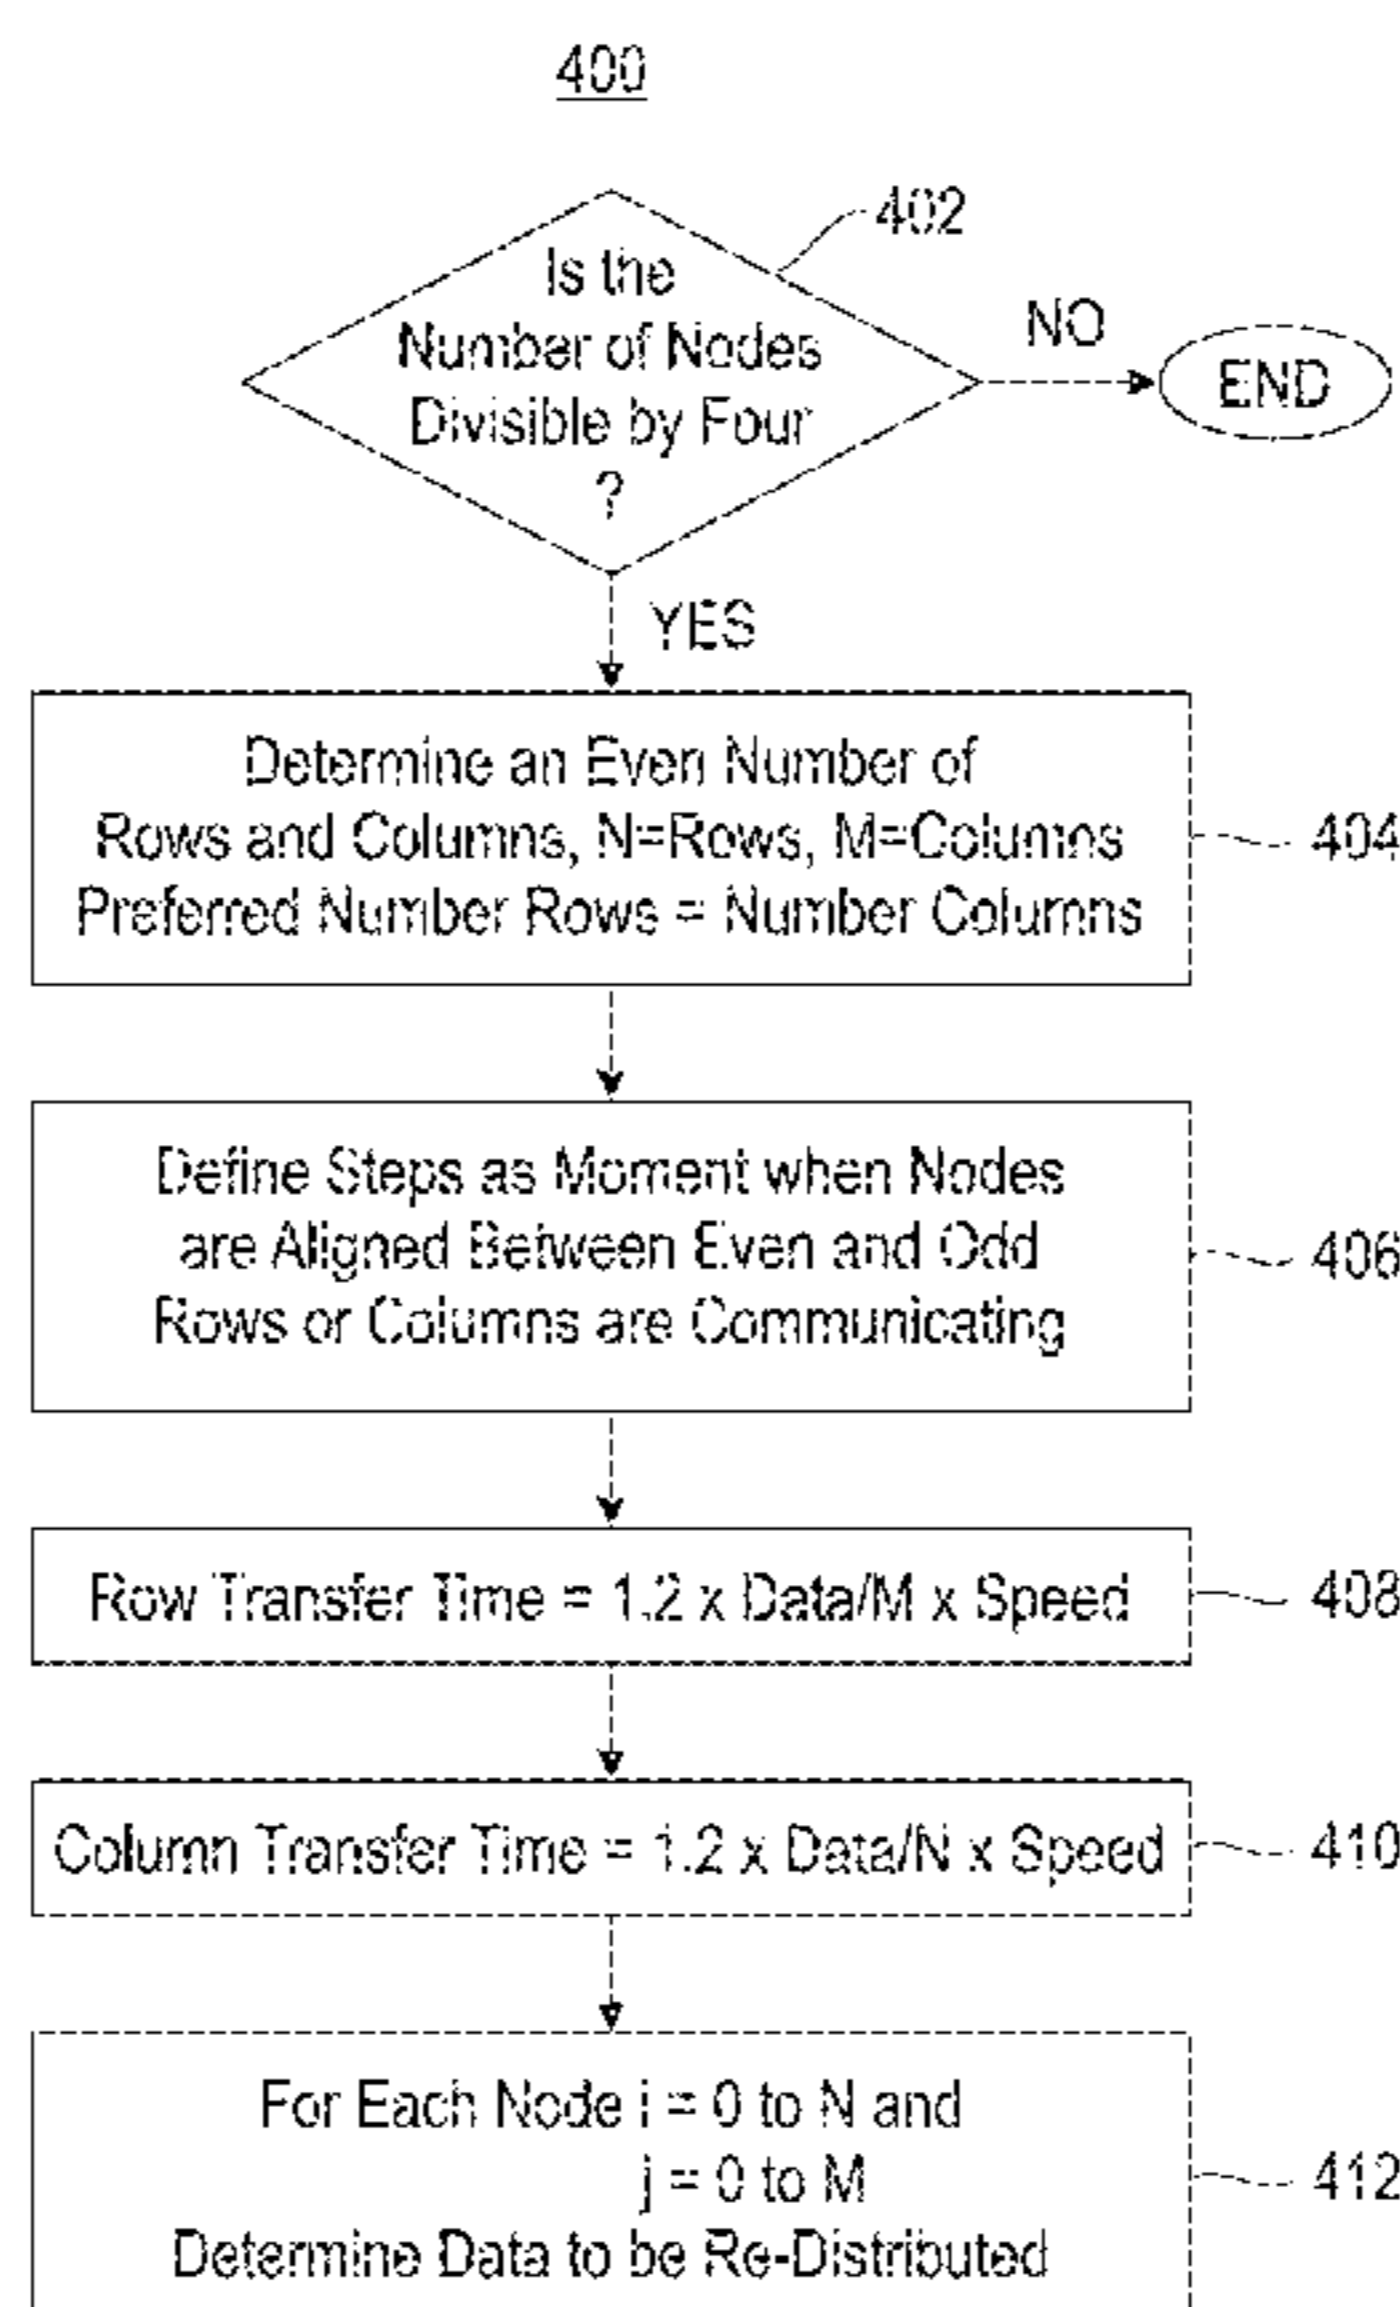 400
402
Is the
Number of Nodes
Divisible by Four
?
NO
END
YES
Determine an Even Number of
Rows and Columns, N=Rows, M=Columns
Preferred Number Rows = Number Columns
404
Define Steps as Moment when Nodes
are Aligned Between Even and Odd
Rows or Columns are Communicating
406
Row Transfer Time = 1.2 x Data/M x Speed
408
Column Transfer Time = 1.2 x Data/N x Speed
410
For Each Node i = 0 to N and
j = 0 to M
Determine Data to be Re-Distributed
412